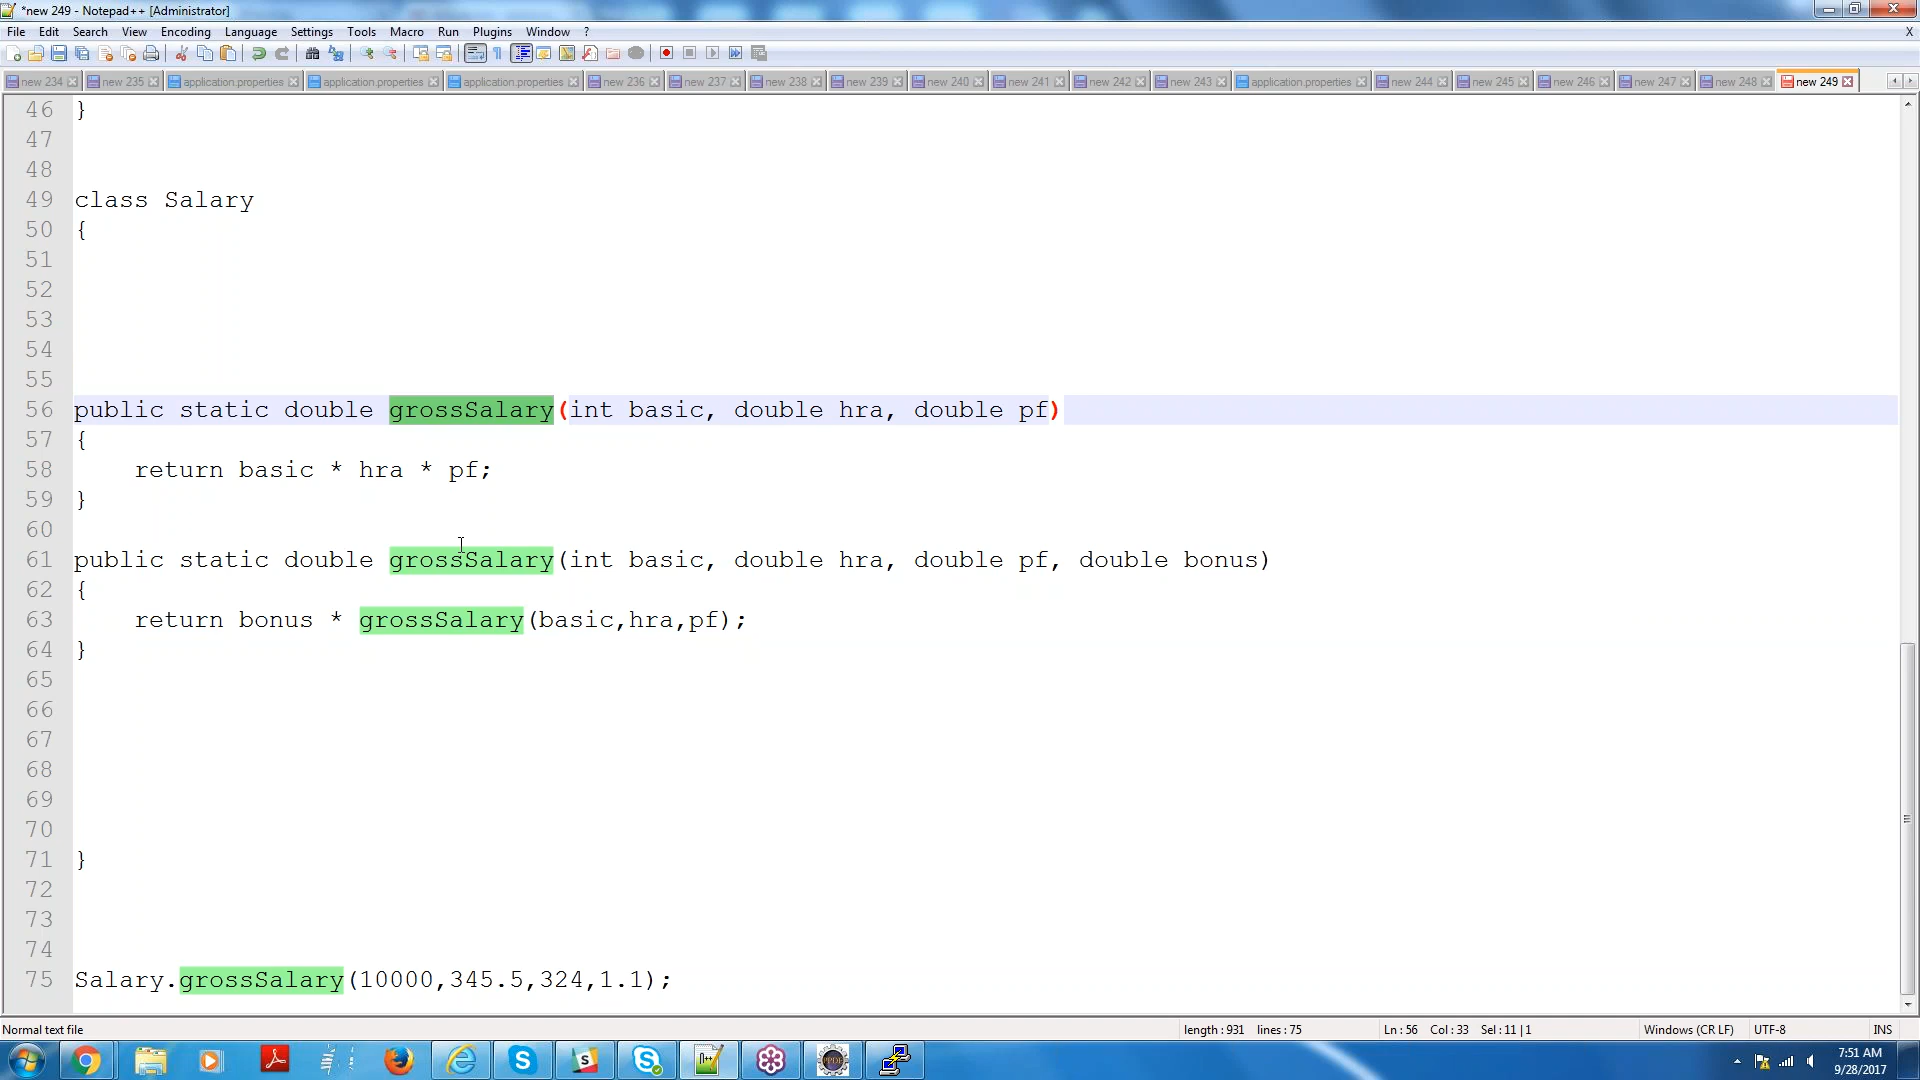 *new 249 - Notepad++ [Administrator]
File Edit Search View Encoding Language Settings Tools Macro Run Plugins Window ? X
new 234 new 235 application.properties application.properties application.properties new 236 new 237 new 238 new 239 new 240 new 241 new 242 new 243 application.properties new 244 new 245 new 246 new 247 new 248 new 249
46 }
47
48
49 class Salary
50 {
51
52
53
54
55
56 public static double grossSalary(int basic, double hra, double pf)
57 {
58 return basic * hra * pf;
59 }
60
61 public static double grossSalary(int basic, double hra, double pf, double bonus)
62 {
63 return bonus * grossSalary(basic,hra,pf);
64 }
65
66
67
68
69
70
71 }
72
73
74
75 Salary.grossSalary(10000,345.5,324,1.1);
Normal text file length : 931 lines : 75 Ln : 56 Col : 33 Sel : 11 | 1 Windows (CR LF) UTF-8 INS
7:51 AM
9/28/2017